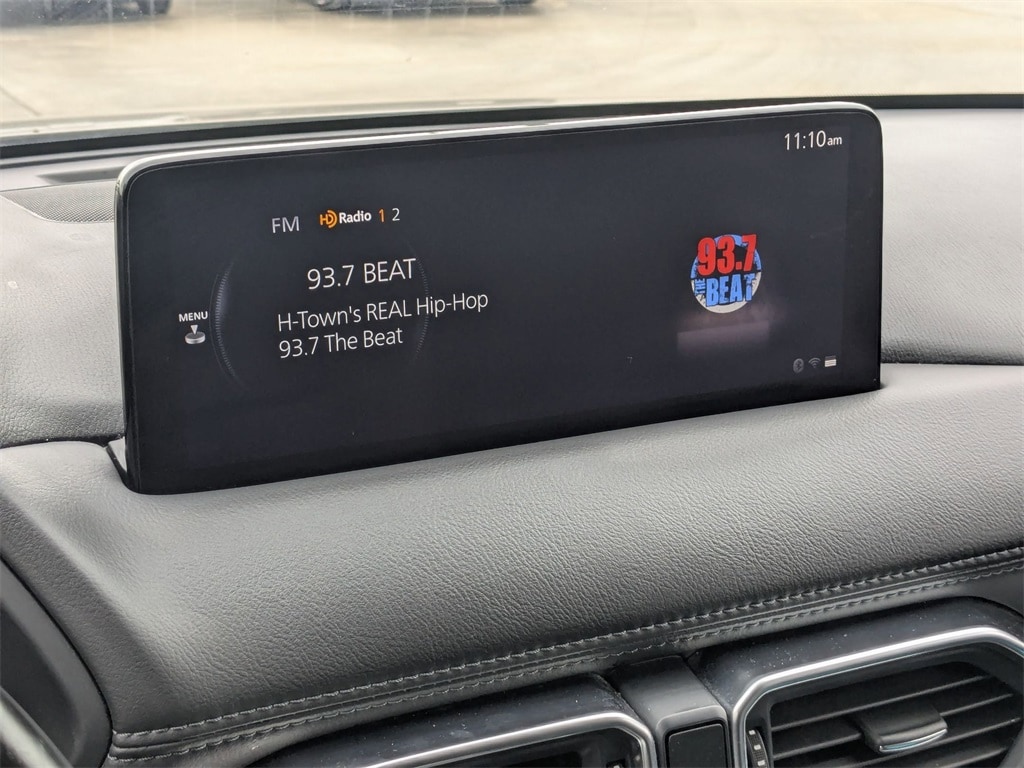 11:10am
FM HD Radio 1 2
93.7 BEAT
MENU
H-Town's REAL Hip-Hop
93.7 The Beat
93.7
THE
BEAT